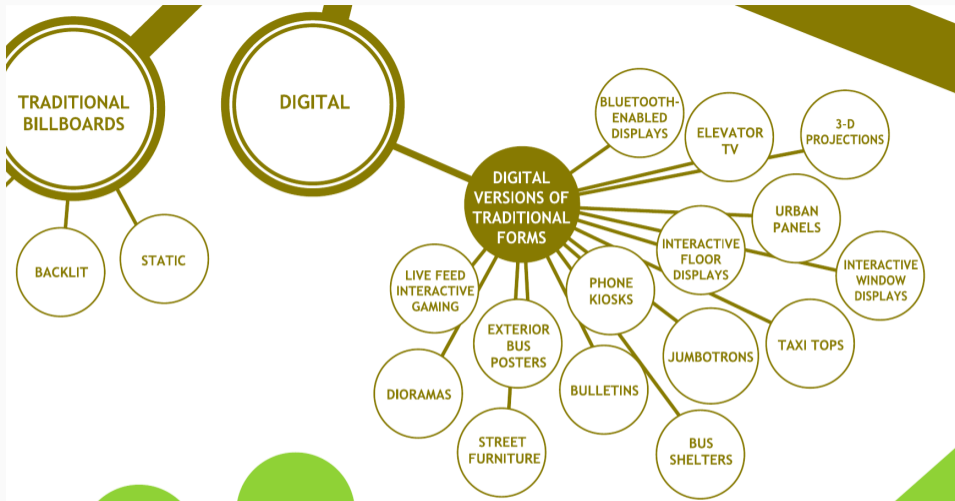 TRADITIONAL
BILLBOARDS
BACKLIT
STATIC
DIGITAL
DIGITAL
VERSIONS OF
TRADITIONAL
FORMS
BLUETOOTH-
ENABLED
DISPLAYS
ELEVATOR
TV
3-D
PROJECTIONS
URBAN
PANELS
INTERACTIVE
FLOOR
DISPLAYS
INTERACTIVE
WINDOW
DISPLAYS
LIVE FEED
INTERACTIVE
GAMING
PHONE
KIOSKS
EXTERIOR
BUS
POSTERS
JUMBOTRONS
TAXI TOPS
DIORAMAS
BULLETINS
STREET
FURNITURE
BUS
SHELTERS